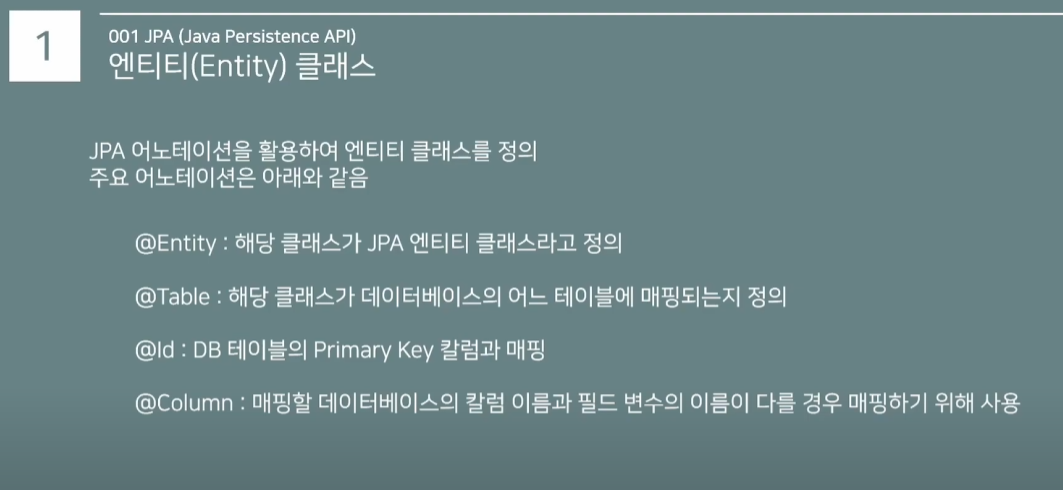 1
001 JPA (Java Persistence API)
엔티티(Entity) 클래스
JPA 어노테이션을 활용하여 엔티티 클래스를 정의
주요 어노테이션은 아래와 같음
@Entity : 해당 클래스가 JPA 엔티티 클래스라고 정의
@Table : 해당 클래스가 데이터베이스의 어느 테이블에 매핑되는지 정의
@Id : DB 테이블의 Primary Key 칼럼과 매핑
@Column : 매핑할 데이터베이스의 칼럼 이름과 필드 변수의 이름이 다를 경우 매핑하기 위해 사용